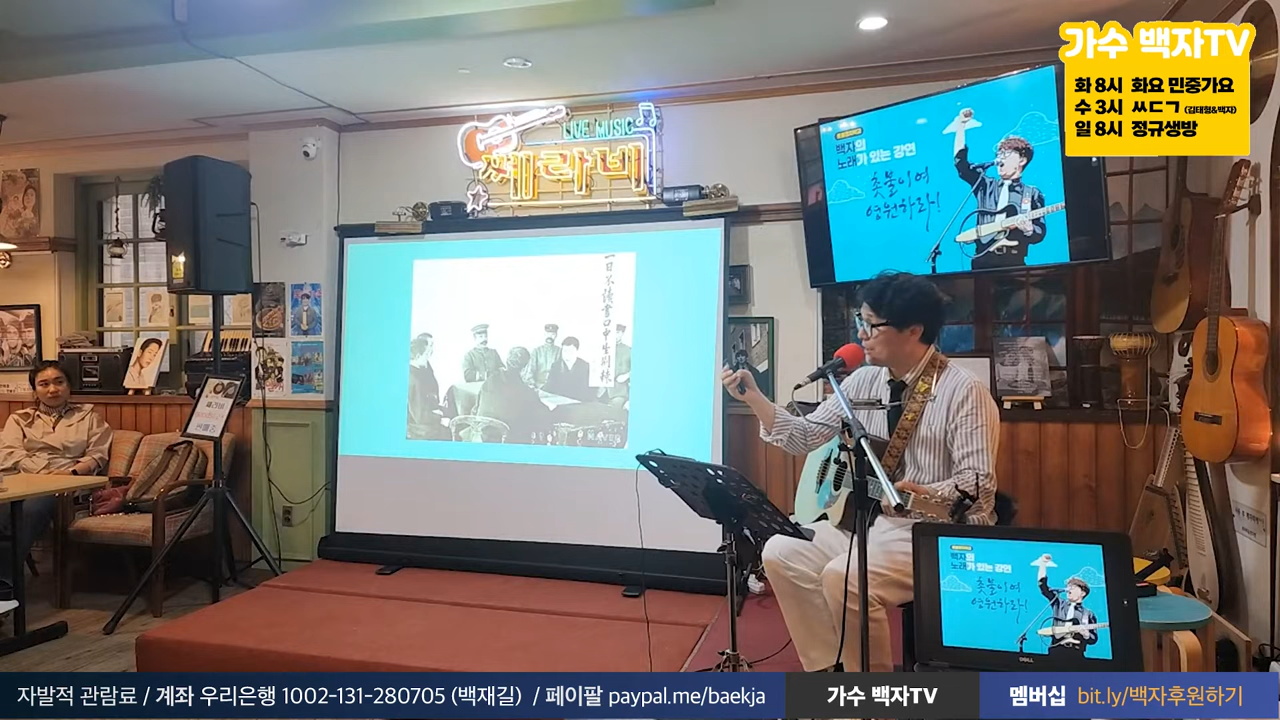 가수 백자TV
화 8시 화요 민중가요
수 3시 ㅆㄷㄱ (김태형&백자)
일 8시 정규생방
LIVE MUSIC
쩨라네
백자의
노래가 있는 강연
촛불이여
영원하라!
一日不讀書口中生荊棘
백자의
노래가 있는 강연
촛불이여
영원하라!
DELL
자발적 관람료 / 계좌 우리은행 1002-131-280705 (백재길) / 페이팔 paypal.me/baekja
가수 백자TV
멤버십 bit.ly/백자후원하기